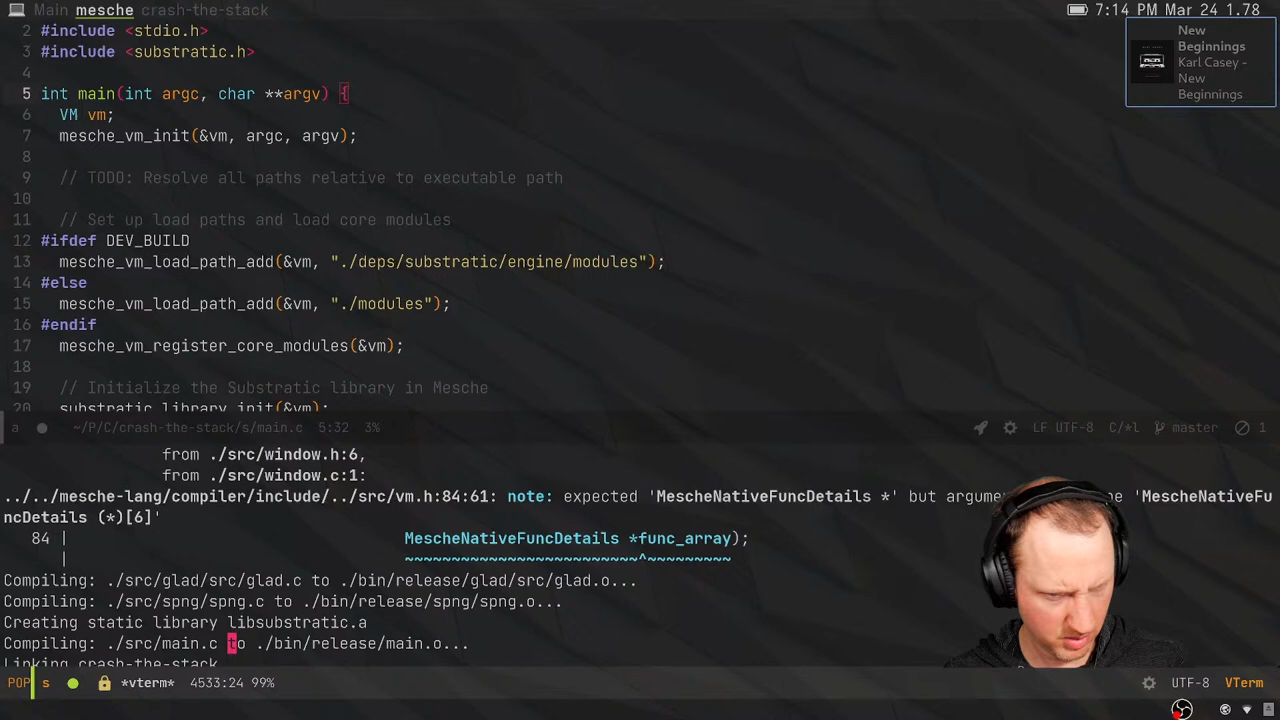 Main mesche crash-the-stack
7:14 PM Mar 24 1.78
New
Beginnings
Karl Casey -
New
Beginnings
2 #include <stdio.h>
3 #include <substratic.h>
4
5 int main(int argc, char **argv) {
6 VM vm;
7 mesche_vm_init(&vm, argc, argv);
8
9 // TODO: Resolve all paths relative to executable path
10
11 // Set up load paths and load core modules
12 #ifdef DEV_BUILD
13 mesche_vm_load_path_add(&vm, "./deps/substratic/engine/modules");
14 #else
15 mesche_vm_load_path_add(&vm, "./modules");
16 #endif
17 mesche_vm_register_core_modules(&vm);
18
19 // Initialize the Substratic library in Mesche
20 substratic_library_init(&vm);
a ~/P/C/crash-the-stack/s/main.c 5:32 3% LF UTF-8 C/*l master 1
from ./src/window.h:6,
from ./src/window.c:1:
../../mesche-lang/compiler/include/../src/vm.h:84:61: note: expected 'MescheNativeFuncDetails *' but argume pe 'MescheNativeFu
ncDetails (*)[6]'
84 | MescheNativeFuncDetails *func_array);
| ~~~~~~~~~~~~~~~~~~~~~~~~~^~~~~~~~~~
Compiling: ./src/glad/src/glad.c to ./bin/release/glad/src/glad.o...
Compiling: ./src/spng/spng.c to ./bin/release/spng/spng.o...
Creating static library libsubstratic.a
Compiling: ./src/main.c to ./bin/release/main.o...
Linking crash-the-stack
POP s *vterm* 4533:24 99% UTF-8 VTerm